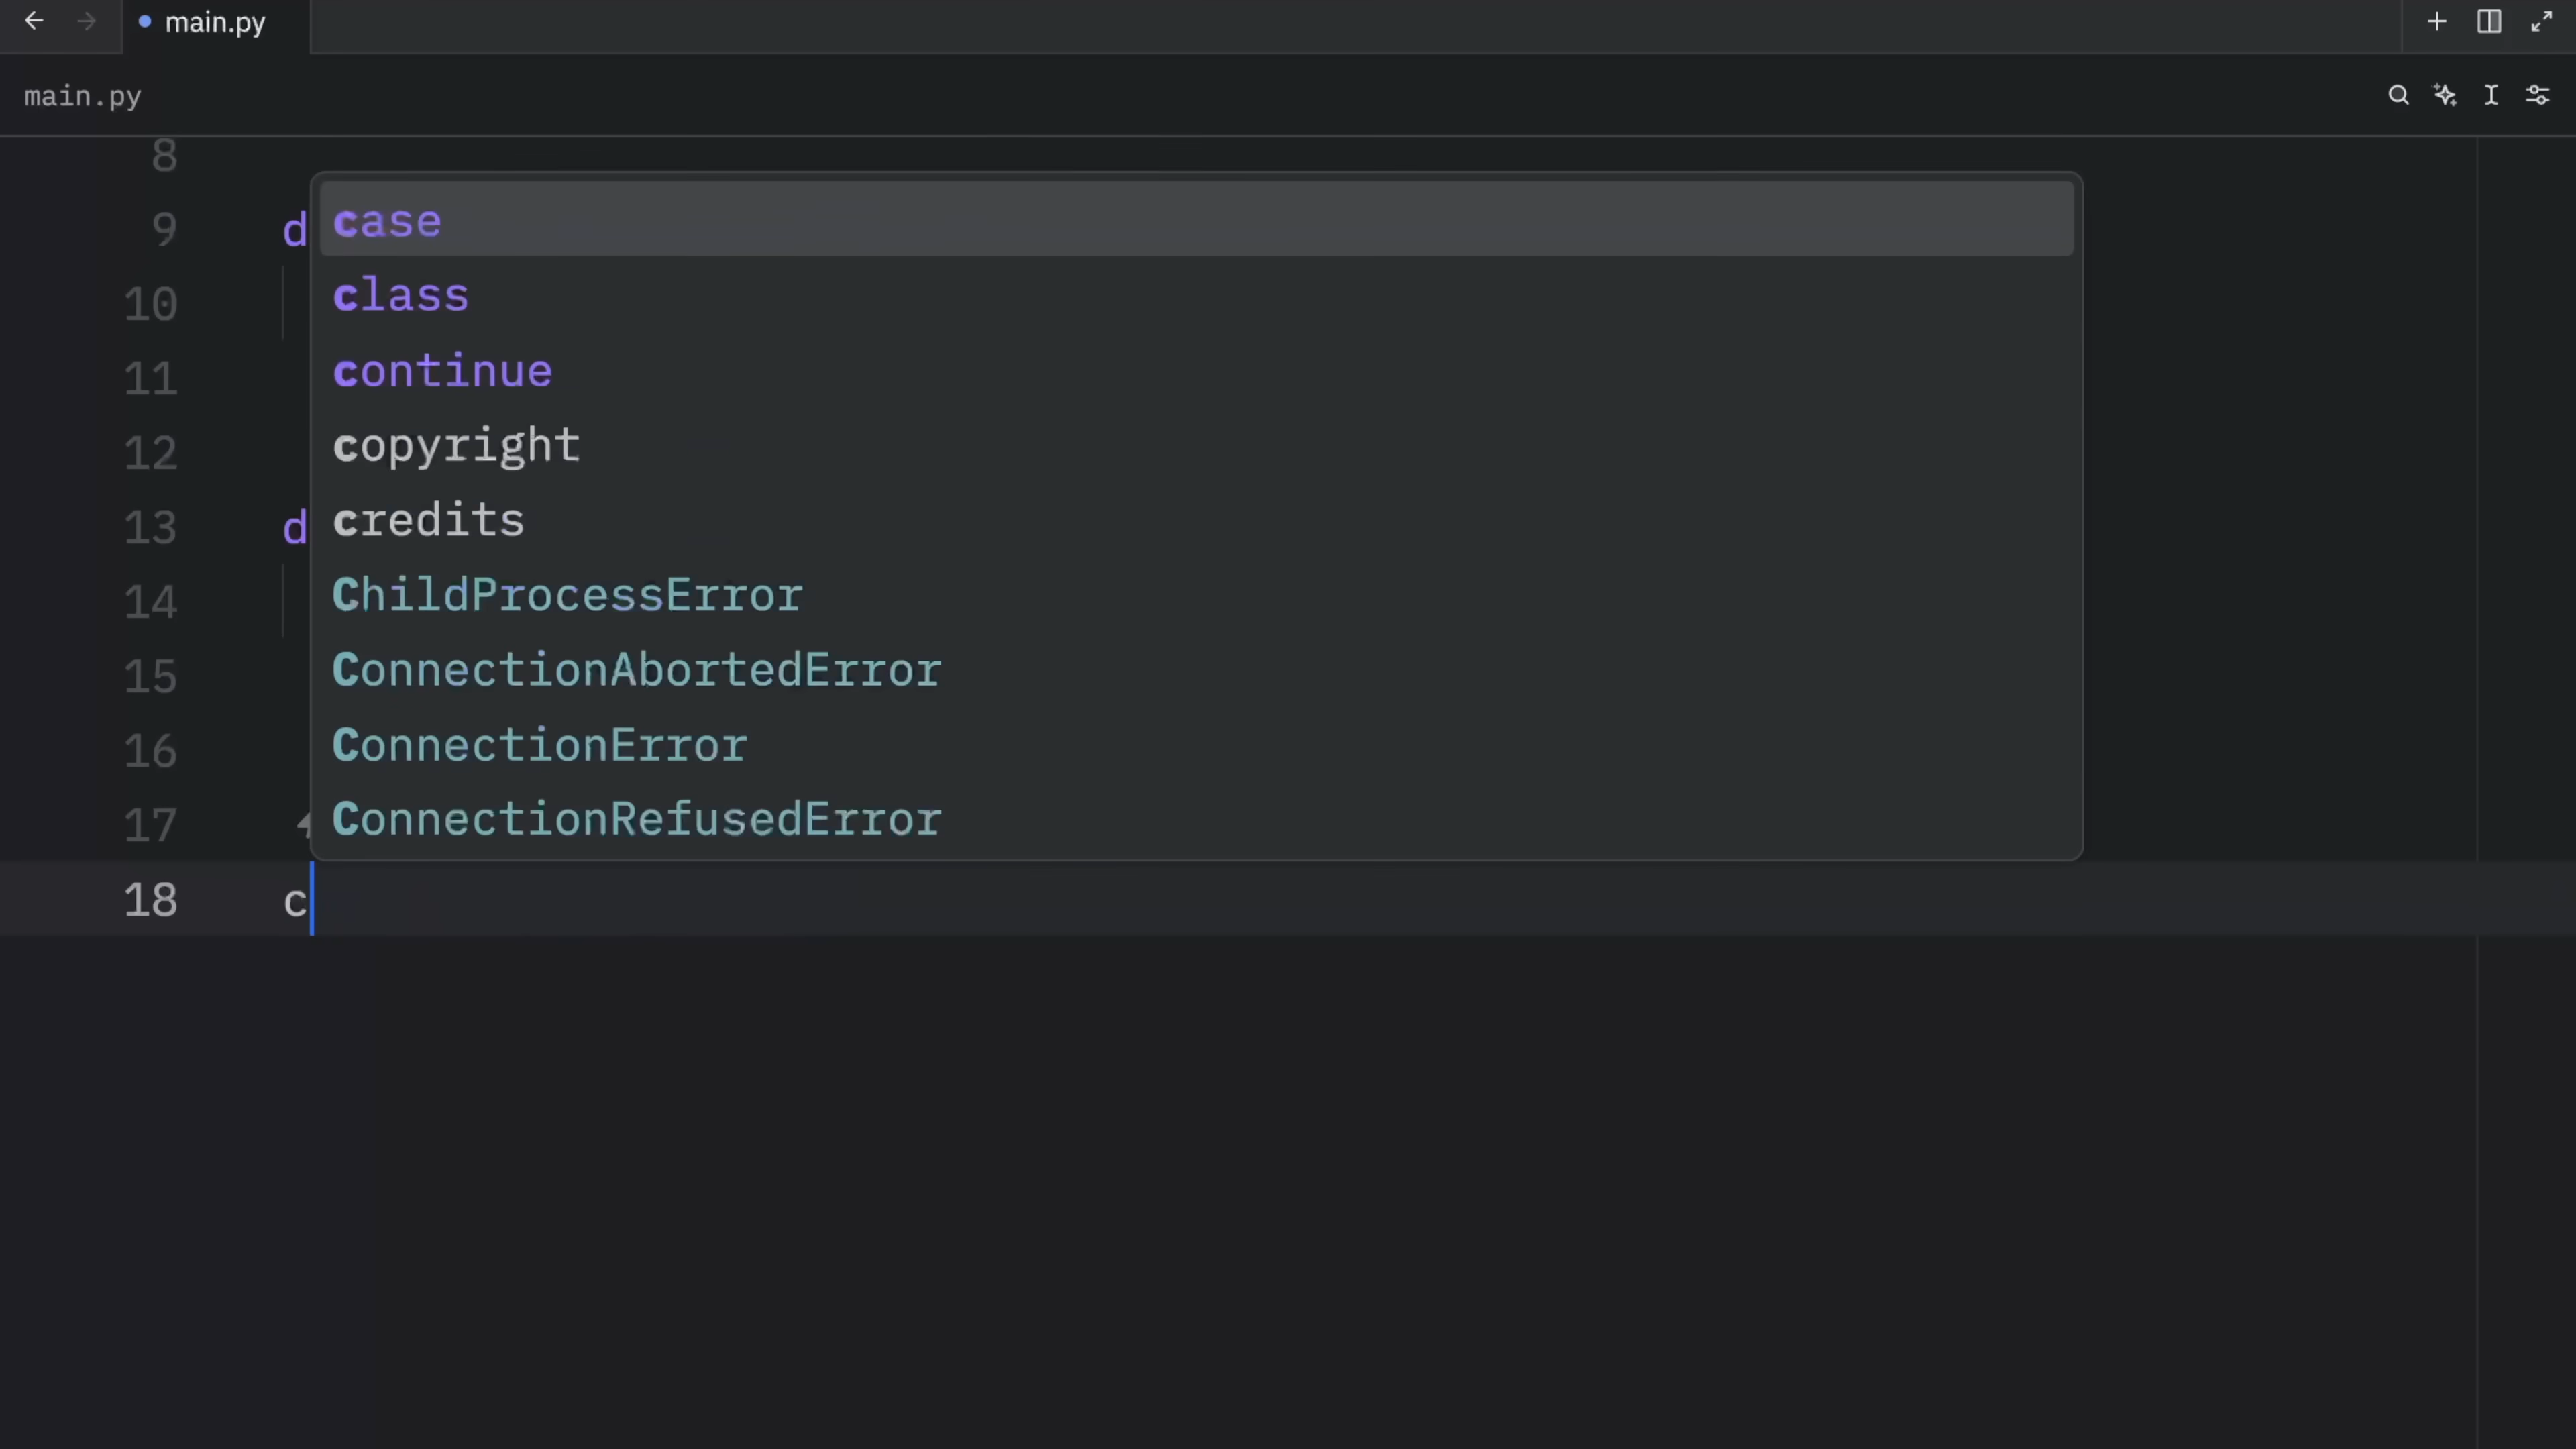 main.py
main.py
8
9 d
case
10
class
11
continue
12
copyright
13 d
credits
14
ChildProcessError
15
ConnectionAbortedError
16
ConnectionError
17
ConnectionRefusedError
18 c